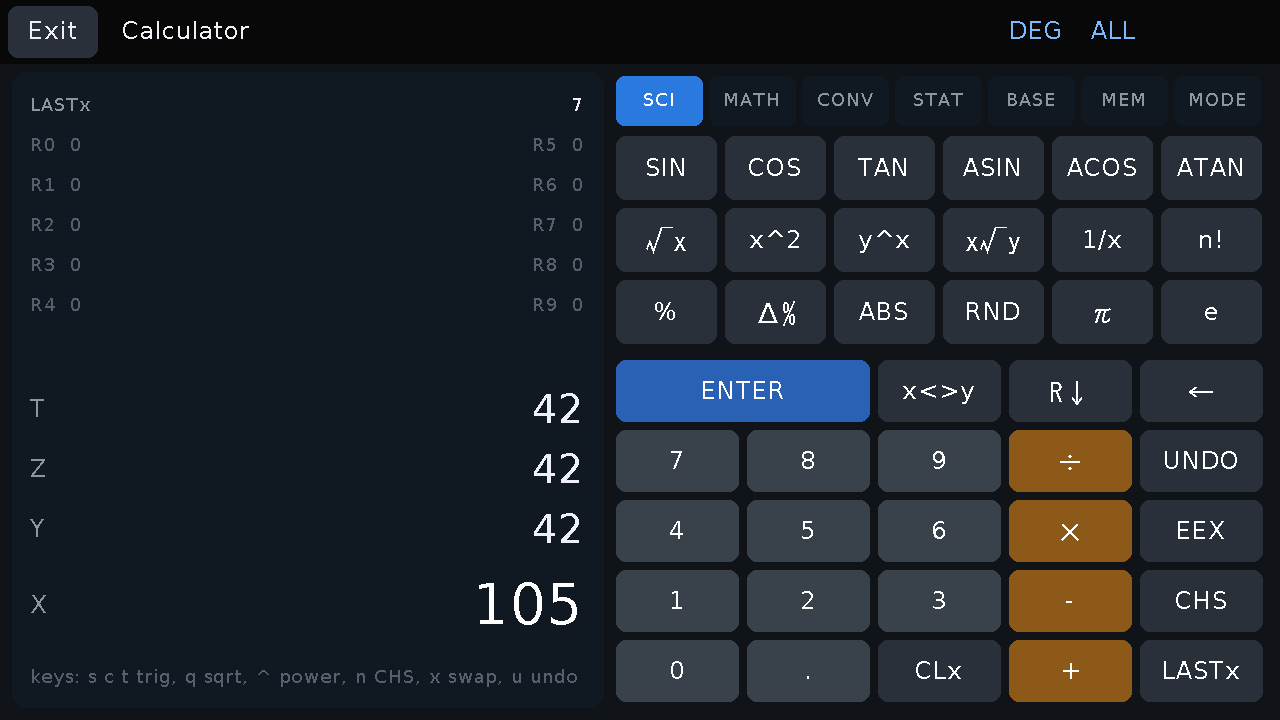 Exit Calculator DEG ALL
LASTx 7
R0 0 R5 0
R1 0 R6 0
R2 0 R7 0
R3 0 R8 0
R4 0 R9 0
T 42
Z 42
Y 42
X 105
keys: s c t trig, q sqrt, ^ power, n CHS, x swap, u undo
SCI MATH CONV STAT BASE MEM MODE
SIN COS TAN ASIN ACOS ATAN
√x x^2 y^x x√y 1/x n!
% Δ% ABS RND π e
ENTER x<>y R↓ ←
7 8 9 ÷ UNDO
4 5 6 × EEX
1 2 3 - CHS
0 . CLx + LASTx